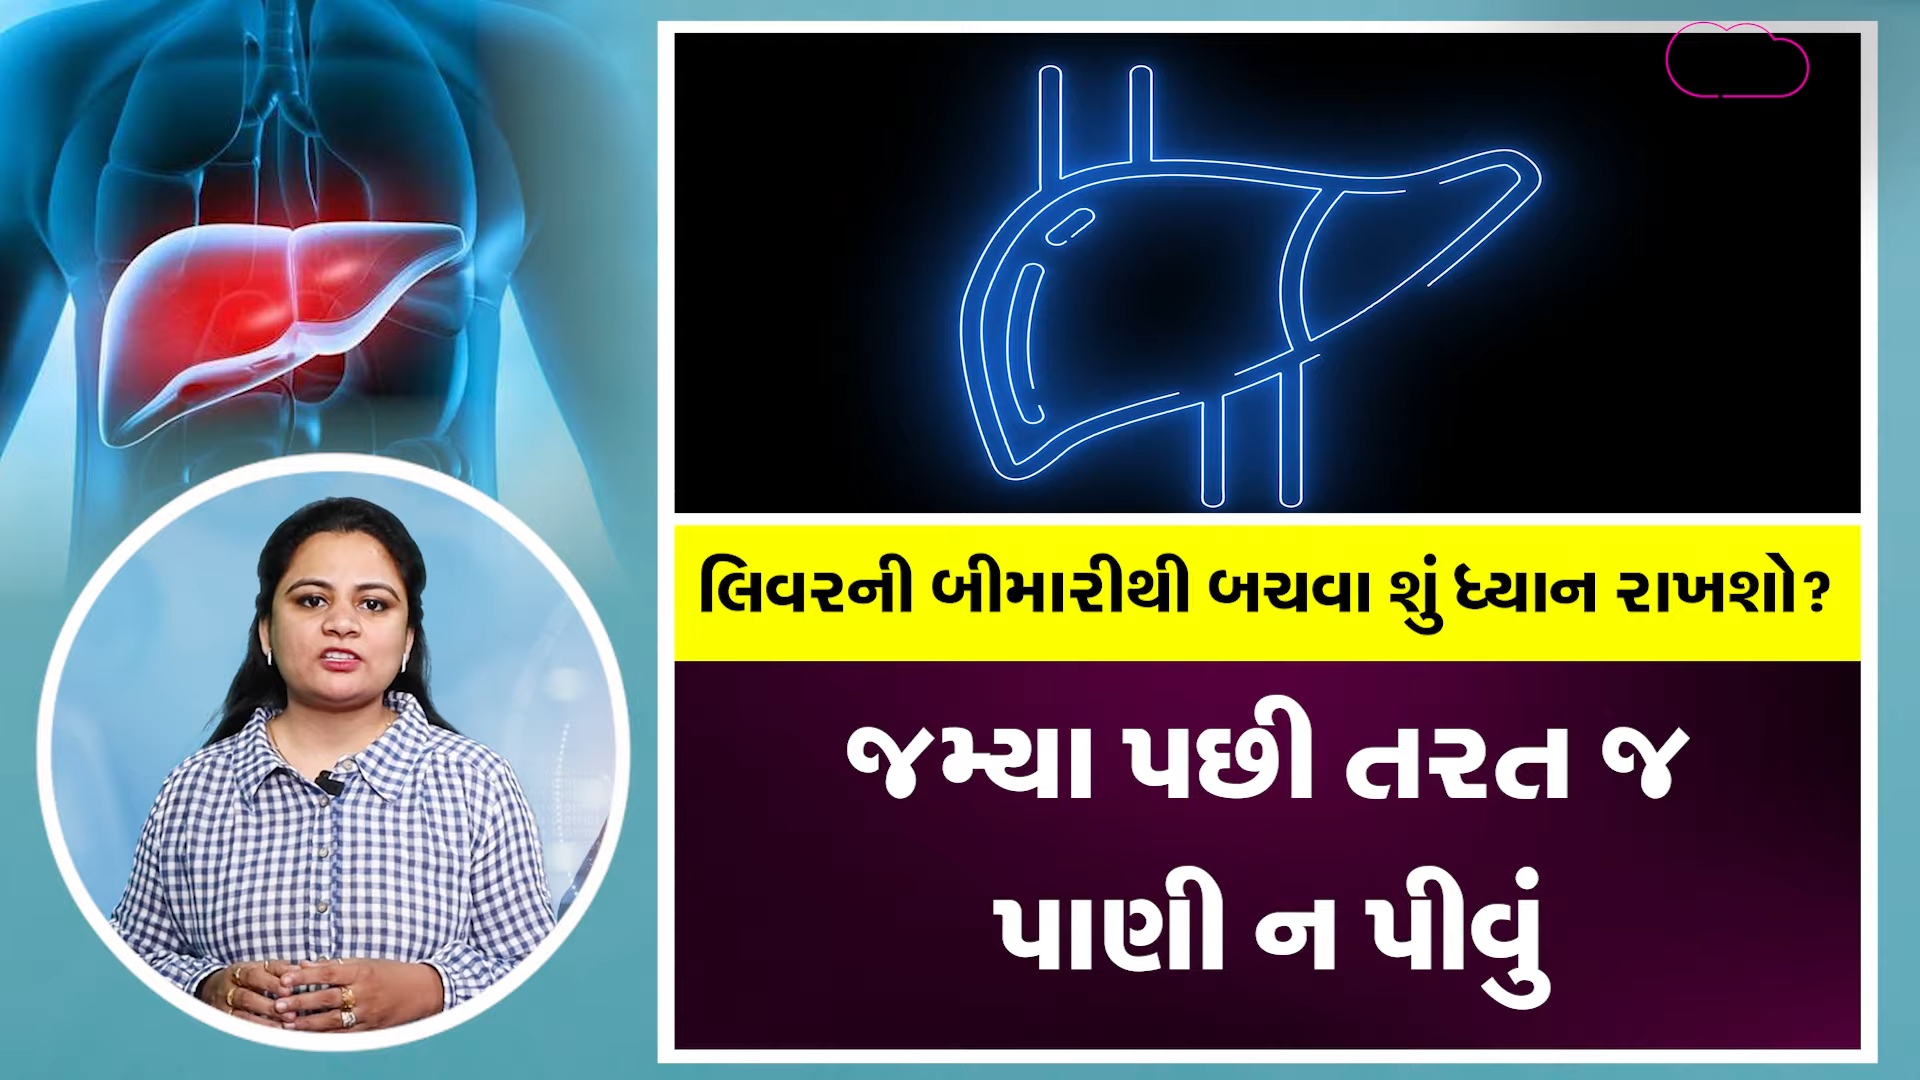 લિવરની બીમારીથી બચવા શું ધ્યાન રાખશો?
જમ્યા પછી તરત જ
પાણી ન પીવું